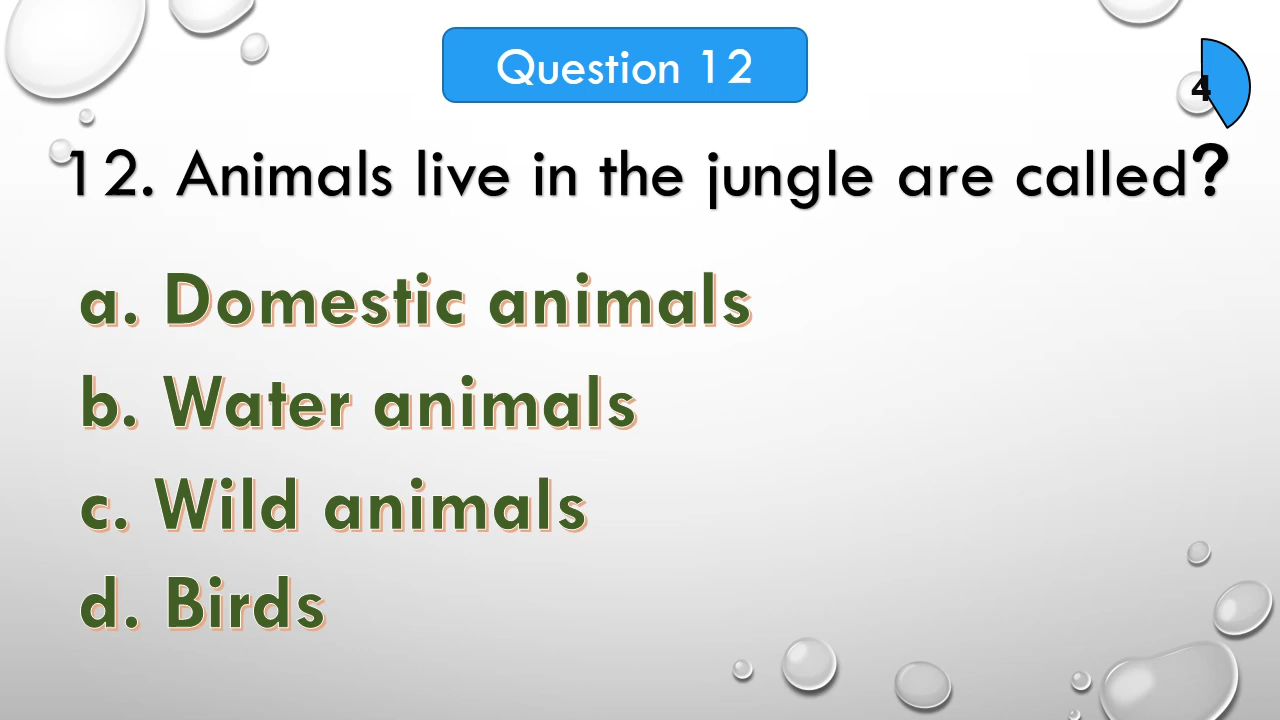 Question 12
4
12. Animals live in the jungle are called?
a. Domestic animals
b. Water animals
c. Wild animals
d. Birds